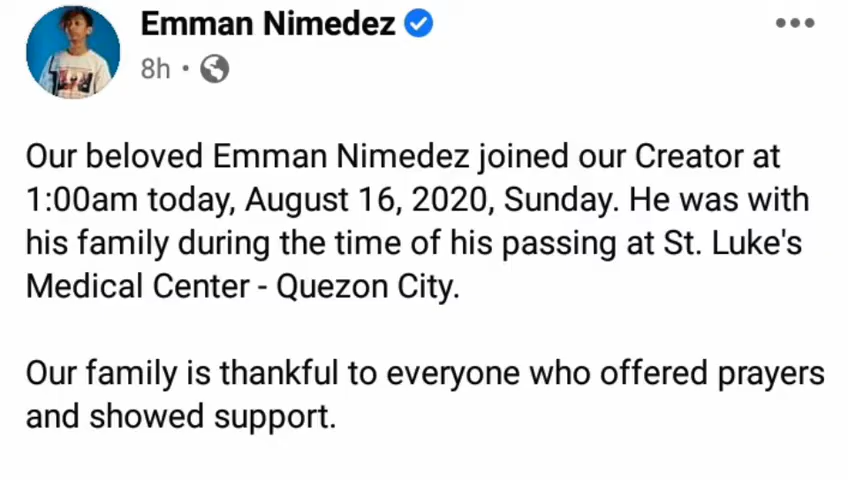 Emman Nimedez
8h •
Our beloved Emman Nimedez joined our Creator at
1:00am today, August 16, 2020, Sunday. He was with
his family during the time of his passing at St. Luke's
Medical Center - Quezon City.
Our family is thankful to everyone who offered prayers
and showed support.